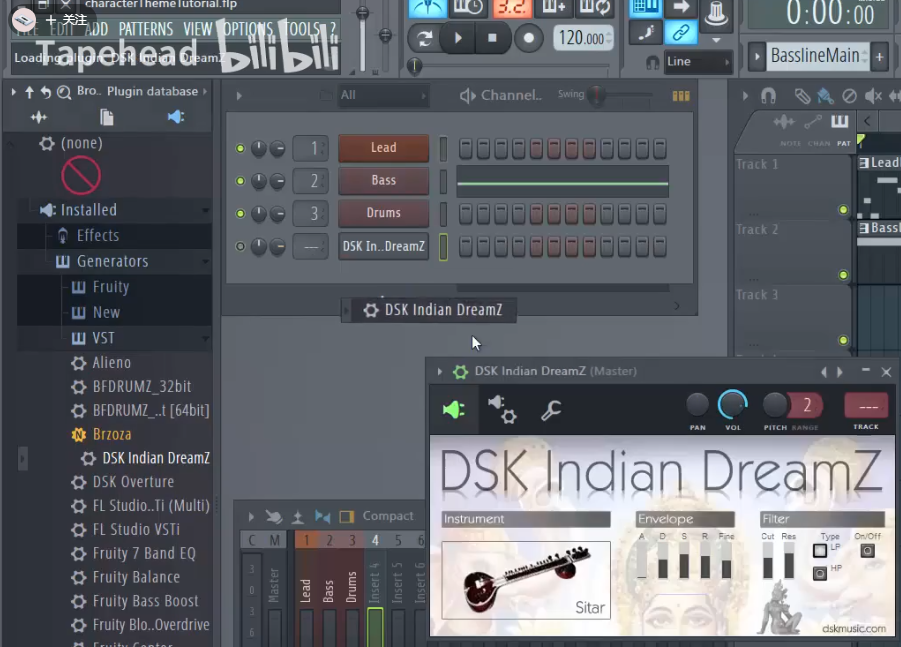 characterThemeTutorial.flp
+ 关注
FILE EDIT ADD PATTERNS VIEW OPTIONS TOOLS ?
Loading plugin: DSK Indian DreamZ
Tapehead bilibili
3.2
120.000
0:00:00
Line
BasslineMain
Bro.. Plugin database
All
Channel..
Swing
(none)
Installed
Effects
Generators
Fruity
New
VST
Alieno
BFDRUMZ_32bit
BFDRUMZ_..t [64bit]
Brzoza
DSK Indian DreamZ
DSK Overture
FL Studio..Ti (Multi)
FL Studio VSTi
Fruity 7 Band EQ
Fruity Balance
Fruity Bass Boost
Fruity Blo..Overdrive
Fruity Center
1 Lead
2 Bass
3 Drums
--- DSK In..DreamZ
DSK Indian DreamZ
NOTE CHAN PAT
Track 1
Lead
Track 2
Bass
Track 3
Compact
C M 1 2 3 4 5 6
Master
Lead
Bass
Drums
Insert 4
Insert 5
Insert 6
DSK Indian DreamZ (Master)
2
---
PAN VOL PITCH RANGE TRACK
DSK Indian DreamZ
Instrument
Envelope
Filter
A D S R Fine
Cut Res Type On/Off
LP
HP
Sitar
dskmusic.com